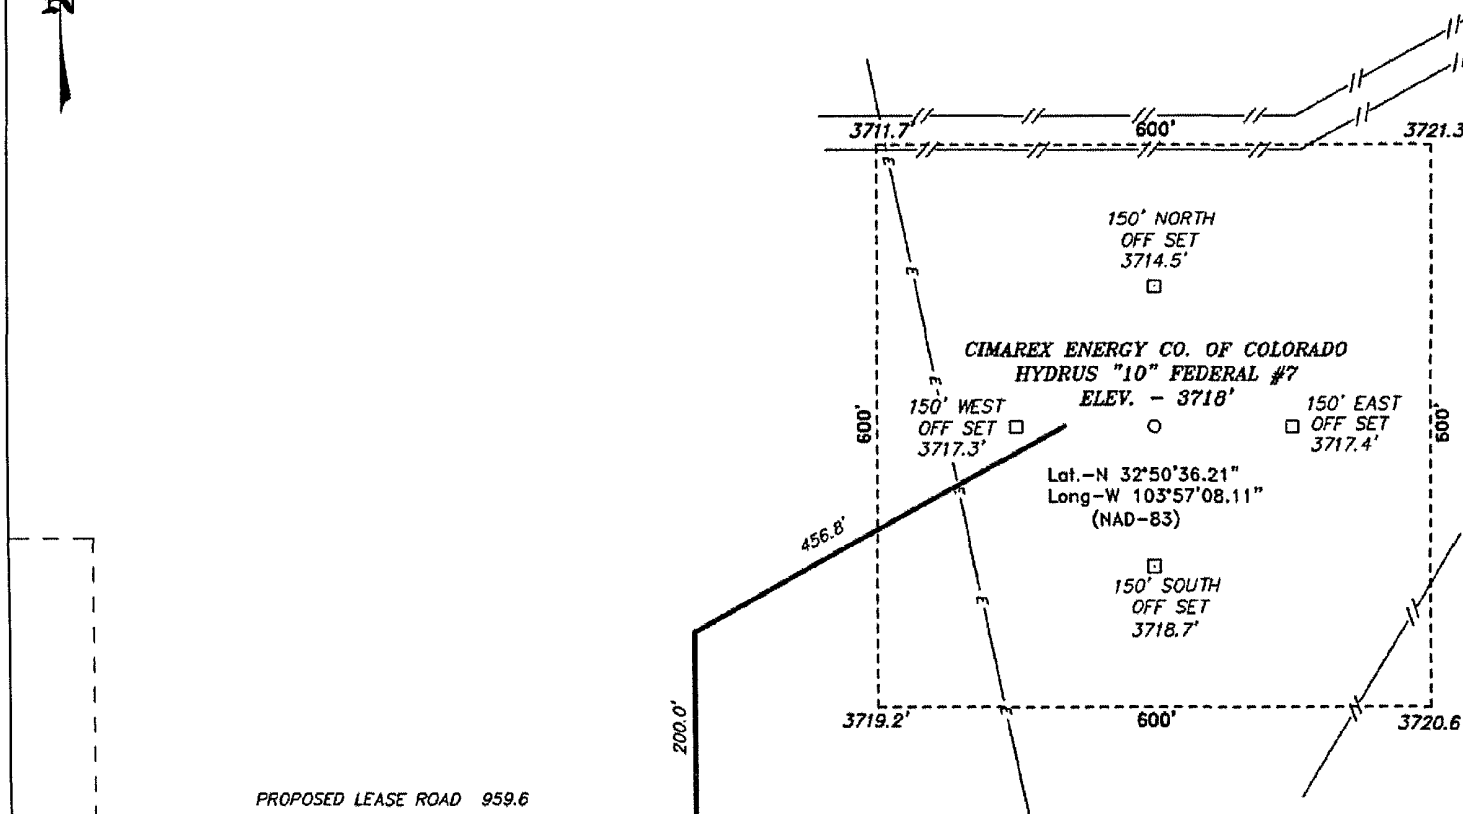 3711.7'
600'
3721.3
150' NORTH
OFF SET
3714.5'
CIMAREX ENERGY CO. OF COLORADO
HYDRUS "10" FEDERAL #7
ELEV. - 3718'
150' WEST
OFF SET
3717.3'
150' EAST
OFF SET
3717.4'
600'
600'
Lat.-N 32°50'36.21"
Long-W 103°57'08.11"
(NAD-83)
456.8'
150' SOUTH
OFF SET
3718.7'
200.0'
3719.2'
600'
3720.6
PROPOSED LEASE ROAD 959.6
E
E
E
E
E
E